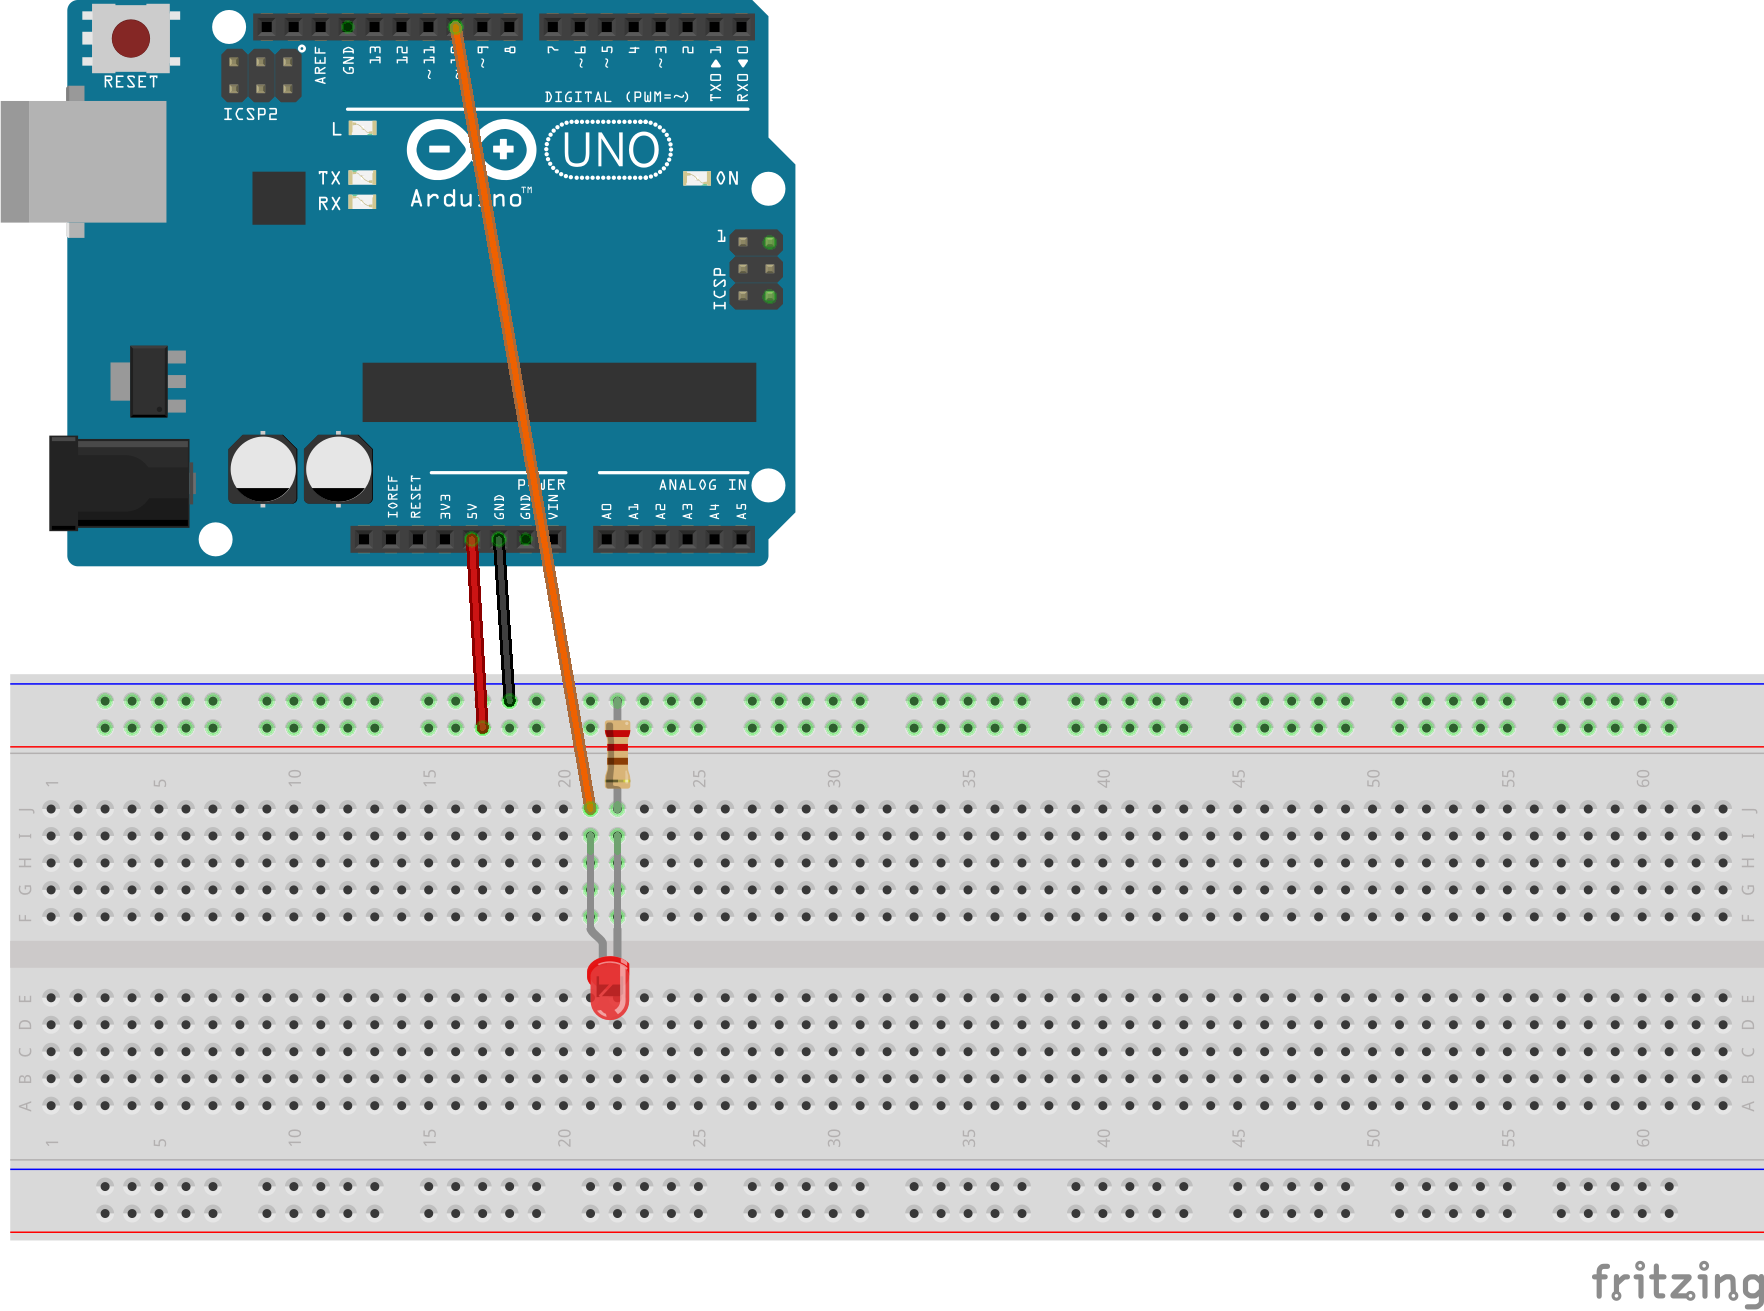 RESET
ICSP2
AREF
GND
13
12
~11
~9
8
7
~6
~5
4
~3
2
TX0▶1
RX0◀0
DIGITAL (PWM=~)
L
TX
RX
Arduino™
UNO
ON
1
ICSP
POWER
ANALOG IN
IOREF
RESET
3V3
5V
GND
GND
VIN
A0
A1
A2
A3
A4
A5
1 5 10 15 20 25 30 35 40 45 50 55 60
J J
I I
H H
G G
F F
E E
D D
C C
B B
A A
1 5 10 15 20 25 30 35 40 45 50 55 60
fritzing